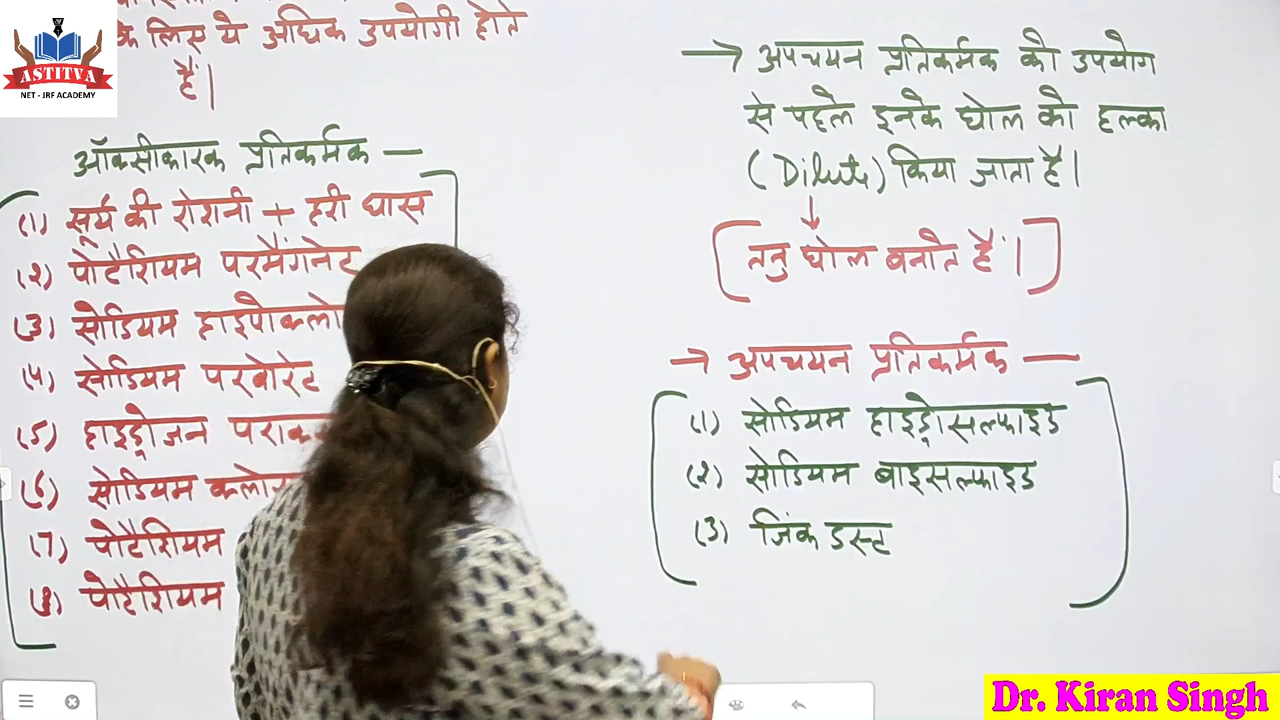 ASTITVA
NET - JRF ACADEMY
के लिए ये अधिक उपयोगी होते
हैं।
ऑक्सीकारक प्रतिकर्मक —
(1) सूर्य की रोशनी + हरी घास
(2) पोटैशियम परमैंगनेट
(3) सोडियम
(4) सोडियम परबोरेट
(5) हाइड्रोजन
(6) सोडियम
(7) पोटैशियम
(8) पोटैशियम
→ अपचयन प्रतिकर्मक को उपयोग
से पहले इनके घोल को हल्का
(Dilute) किया जाता है।
↓
[तनु घोल बनाते हैं।]
→ अपचयन प्रतिकर्मक —
(1) सोडियम हाइड्रोसल्फाइड
(2) सोडियम बाइसल्फाइड
(3) जिंक डस्ट
Dr. Kiran Singh